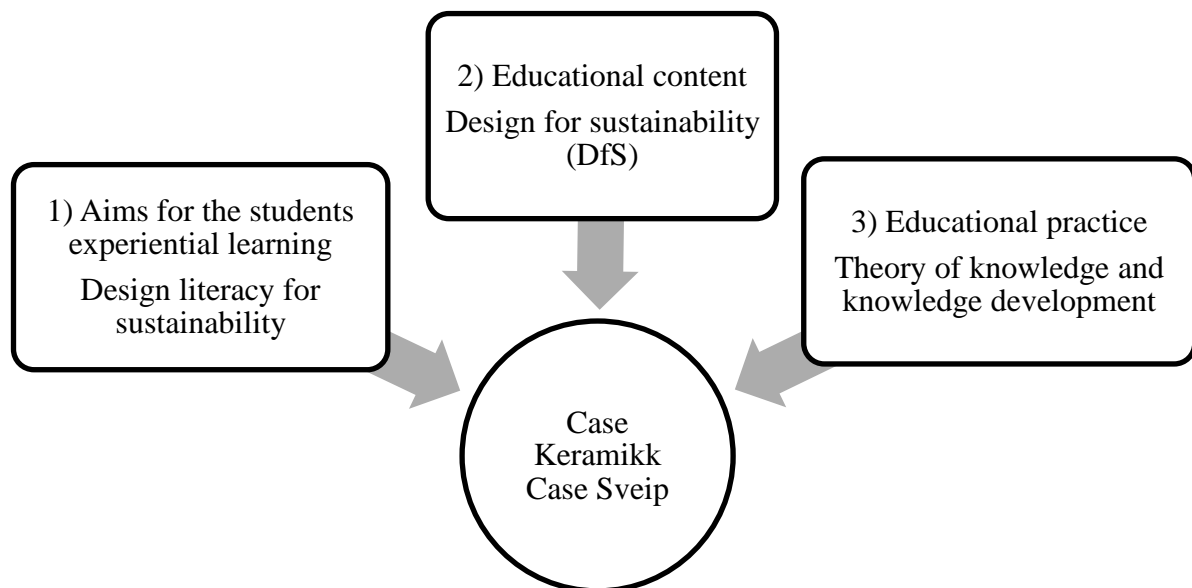 1) Aims for the students
experiential learning
Design literacy for
sustainability
2) Educational content
Design for sustainability
(DfS)
3) Educational practice
Theory of knowledge and
knowledge development
Case
Keramikk
Case Sveip